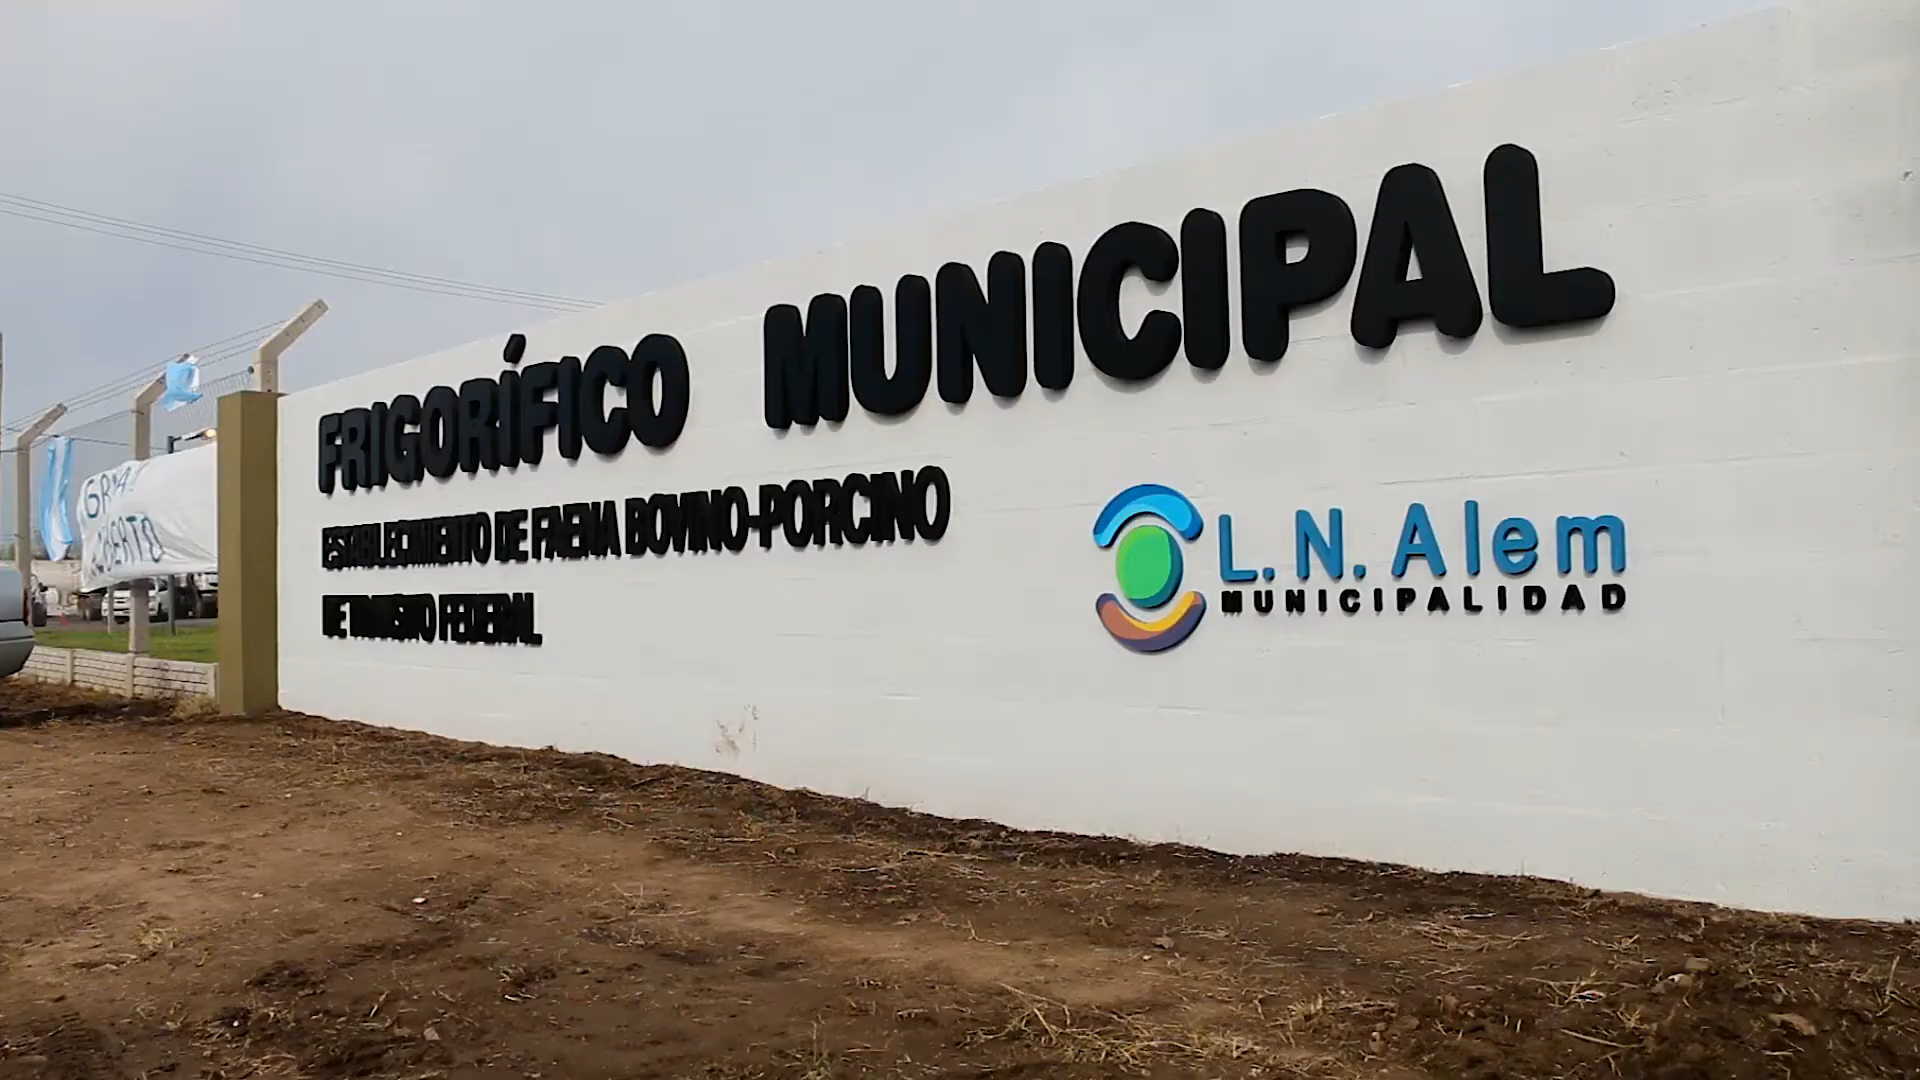 FRIGORÍFICO MUNICIPAL
ESTABLECIMIENTO DE FAENA BOVINO-PORCINO
DE TRANSITO FEDERAL
L. N. Alem
MUNICIPALIDAD